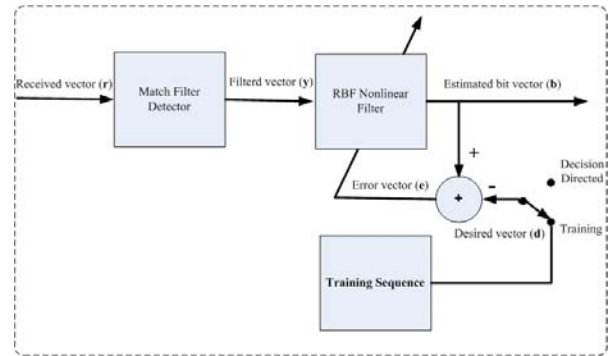 Received vector (r)
Match Filter
Detector
Filterd vector (y)
RBF Nonlinear
Filter
Estimated bit vector (b)
+
Decision
Directed
Error vector (e)
+
-
Desired vector (d)
Training
Training Sequence